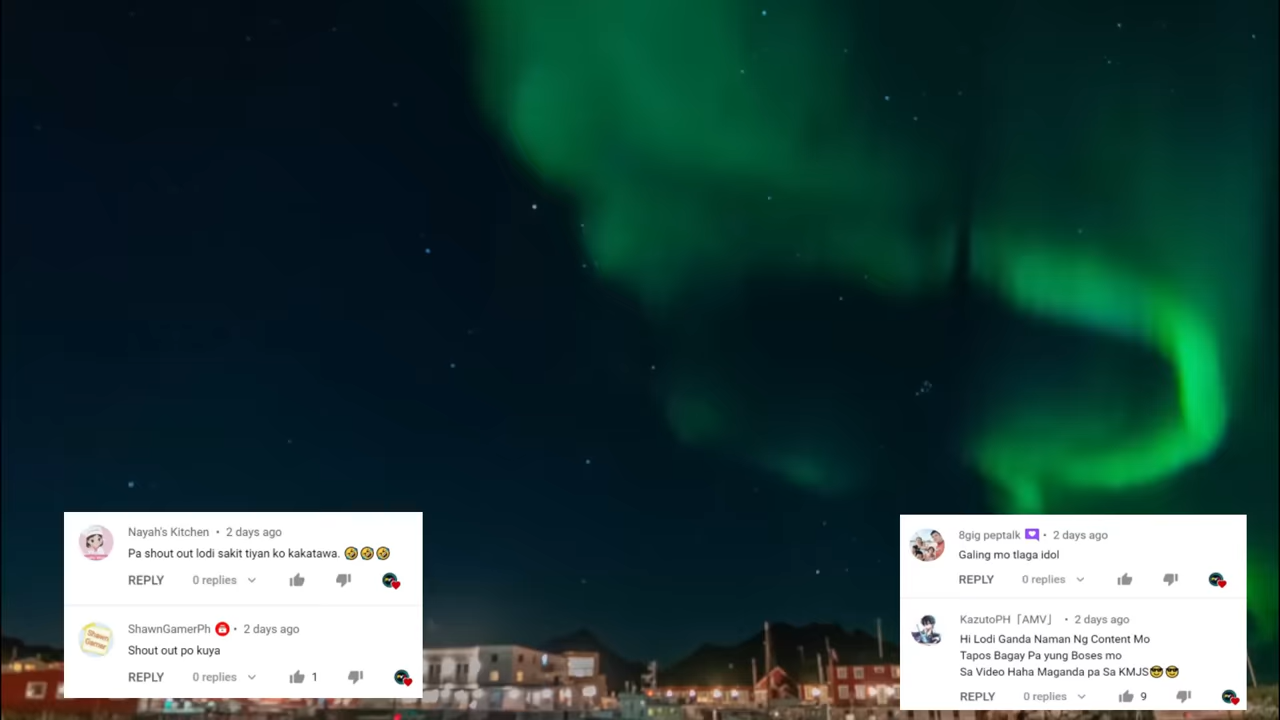 Nayah's Kitchen • 2 days ago
Pa shout out lodi sakit tiyan ko kakatawa. 🤣🤣🤣
REPLY 0 replies
ShawnGamerPh • 2 days ago
Shout out po kuya
REPLY 0 replies 1
8gig peptalk • 2 days ago
Galing mo tlaga idol
REPLY 0 replies
KazutoPH「AMV」 • 2 days ago
Hi Lodi Ganda Naman Ng Content Mo
Tapos Bagay Pa yung Boses mo
Sa Video Haha Maganda pa Sa KMJS😎😎
REPLY 0 replies 9